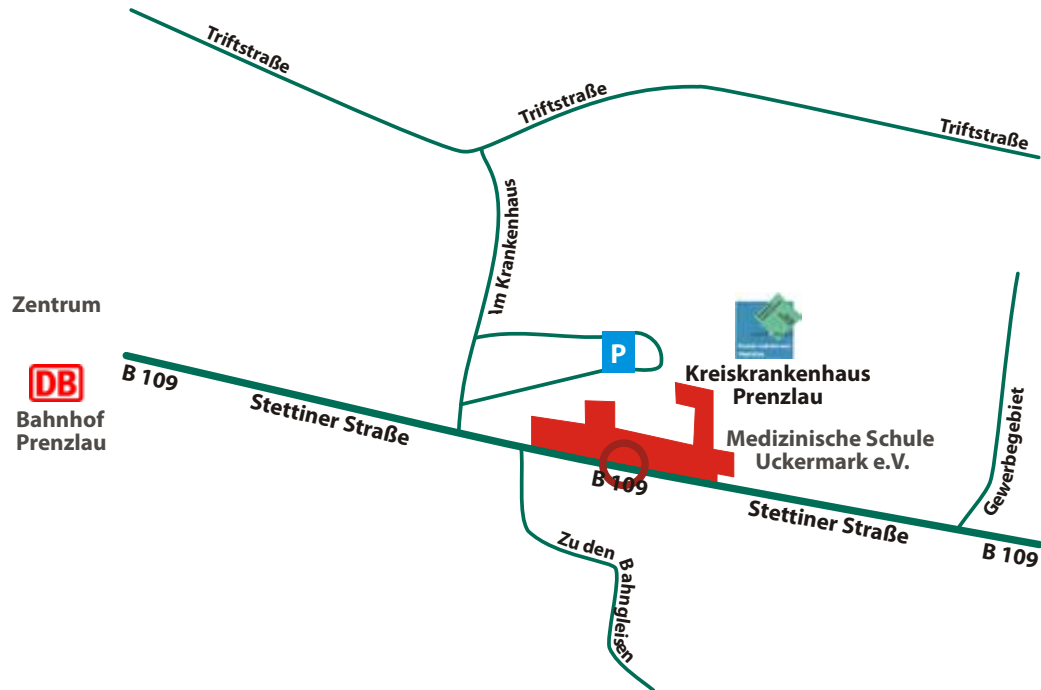 Triftstraße
Triftstraße
Triftstraße
Im Krankenhaus
Zentrum
P
DB
Bahnhof
Prenzlau
B 109
Stettiner Straße
Kreiskrankenhaus
Prenzlau
Medizinische Schule
Uckermark e.V.
B 109
Stettiner Straße
Gewerbegebiet
B 109
Zu den
Bahngleisen